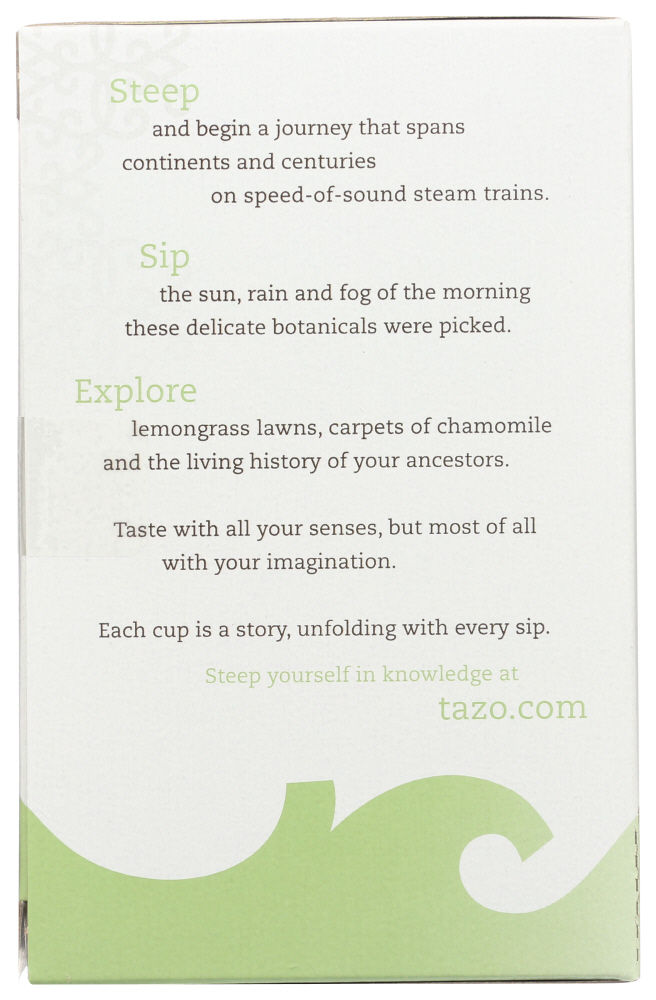 Steep
and begin a journey that spans
continents and centuries
on speed-of-sound steam trains.
Sip
the sun, rain and fog of the morning
these delicate botanicals were picked.
Explore
lemongrass lawns, carpets of chamomile
and the living history of your ancestors.
Taste with all your senses, but most of all
with your imagination.
Each cup is a story, unfolding with every sip.
Steep yourself in knowledge at
tazo.com